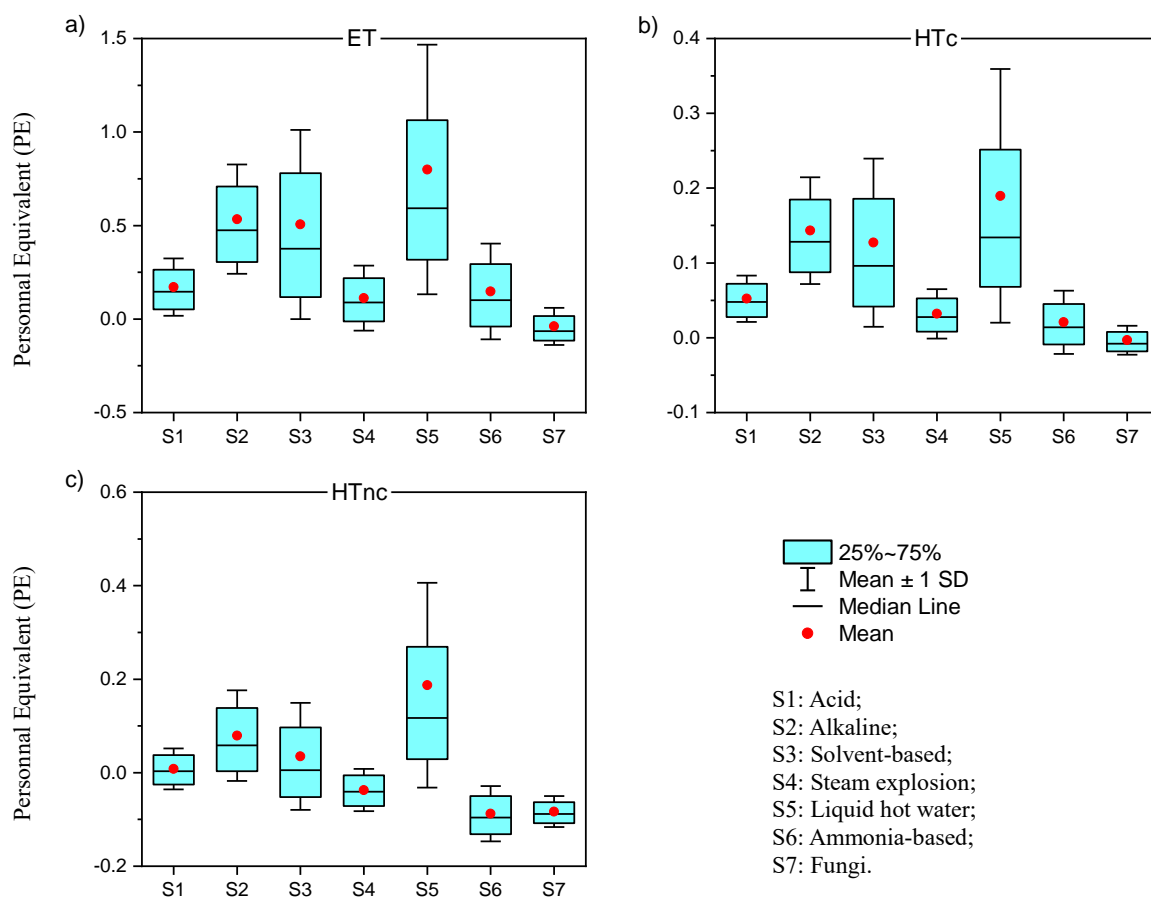 a)
ET
1.5
1.0
0.5
0.0
-0.5
S1 S2 S3 S4 S5 S6 S7
Personnal Equivalent (PE)
b)
HTc
0.4
0.3
0.2
0.1
0.0
-0.1
S1 S2 S3 S4 S5 S6 S7
c)
HTnc
0.6
0.4
0.2
0.0
-0.2
S1 S2 S3 S4 S5 S6 S7
Personnal Equivalent (PE)
25%~75%
Mean ± 1 SD
Median Line
Mean
S1: Acid;
S2: Alkaline;
S3: Solvent-based;
S4: Steam explosion;
S5: Liquid hot water;
S6: Ammonia-based;
S7: Fungi.